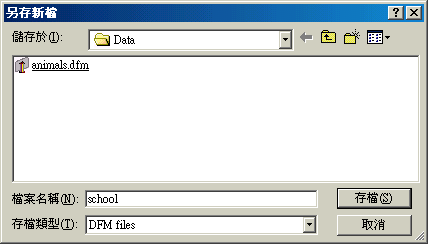 另存新檔
儲存於(I):
Data
animals.dfm
檔案名稱(N):
school
存檔(S)
存檔類型(T):
DFM files
取消